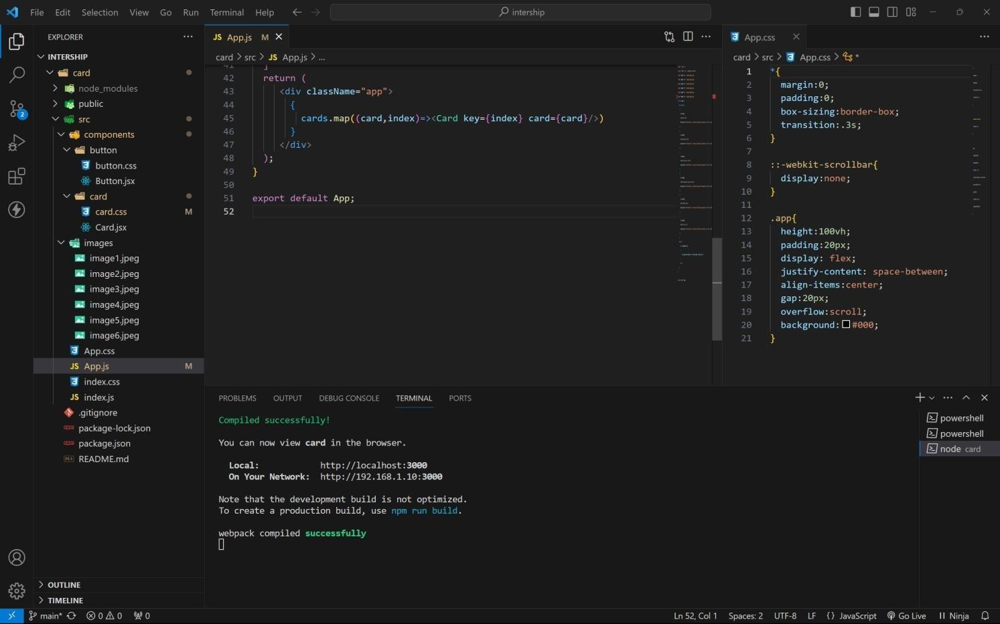 File Edit Selection View Go Run Terminal Help
intership
EXPLORER
INTERSHIP
card
node_modules
public
src
components
button
button.css
Button.jsx
card
card.css M
Card.jsx
images
image1.jpeg
image2.jpeg
image3.jpeg
image4.jpeg
image5.jpeg
image6.jpeg
App.css
JS App.js M
index.css
JS index.js
.gitignore
package-lock.json
package.json
README.md
OUTLINE
TIMELINE
2
JS App.js M
card > src > JS App.js > ...
41 ]
42 return (
43 <div className="app">
44 {
45 cards.map((card,index)=><Card key={index} card={card}/>)
46 }
47 </div>
48 );
49 }
50
51 export default App;
52
App.css
card > src > App.css > *
1 *{
2 margin:0;
3 padding:0;
4 box-sizing:border-box;
5 transition:.3s;
6 }
7
8 ::-webkit-scrollbar{
9 display:none;
10 }
11
12 .app{
13 height:100vh;
14 padding:20px;
15 display: flex;
16 justify-content: space-between;
17 align-items:center;
18 gap:20px;
19 overflow:scroll;
20 background:#000;
21 }
PROBLEMS OUTPUT DEBUG CONSOLE TERMINAL PORTS
Compiled successfully!
You can now view card in the browser.
Local: http://localhost:3000
On Your Network: http://192.168.1.10:3000
Note that the development build is not optimized.
To create a production build, use npm run build.
webpack compiled successfully
powershell
powershell
node card
main* 0 0 0 Ln 52, Col 1 Spaces: 2 UTF-8 LF {} JavaScript Go Live Ninja